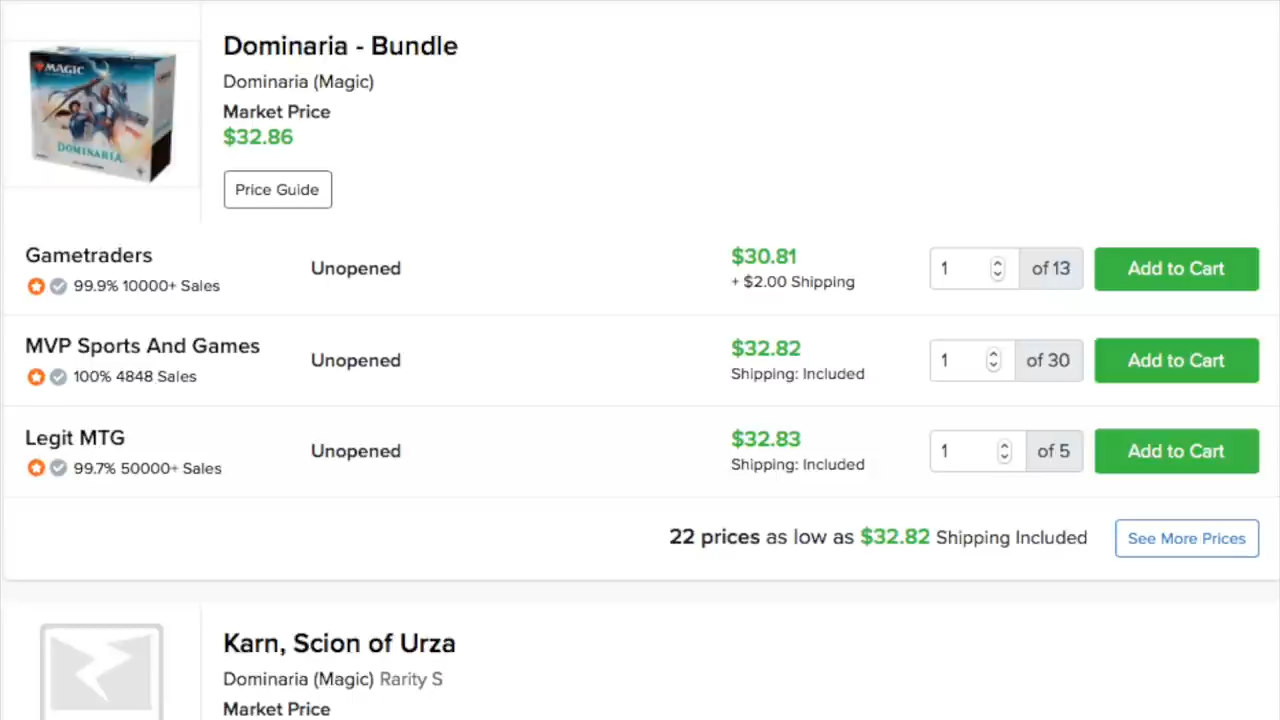 Dominaria - Bundle
Dominaria (Magic)
Market Price
$32.86
Price Guide
MAGIC
DOMINARIA
Gametraders
99.9% 10000+ Sales
Unopened
$30.81
+ $2.00 Shipping
1
of 13
Add to Cart
MVP Sports And Games
100% 4848 Sales
Unopened
$32.82
Shipping: Included
1
of 30
Add to Cart
Legit MTG
99.7% 50000+ Sales
Unopened
$32.83
Shipping: Included
1
of 5
Add to Cart
22 prices as low as $32.82 Shipping Included
See More Prices
Karn, Scion of Urza
Dominaria (Magic) Rarity S
Market Price